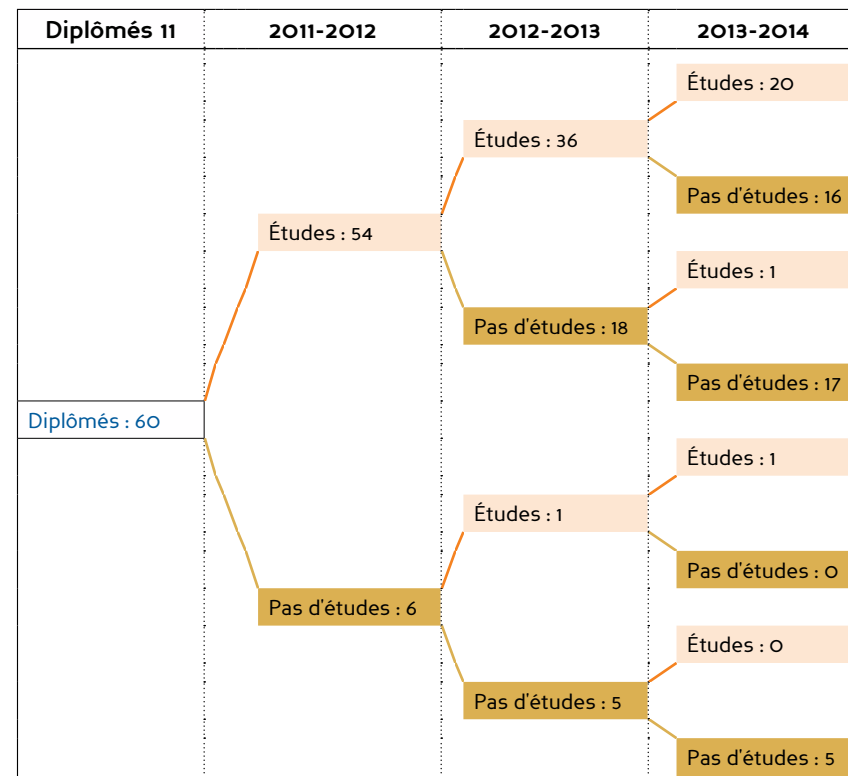 Diplômés 11 2011-2012 2012-2013 2013-2014
Études : 20
Études : 36
Pas d'études : 16
Études : 54
Études : 1
Pas d'études : 18
Pas d'études : 17
Diplômés : 60
Études : 1
Études : 1
Pas d'études : 0
Pas d'études : 6
Études : 0
Pas d'études : 5
Pas d'études : 5